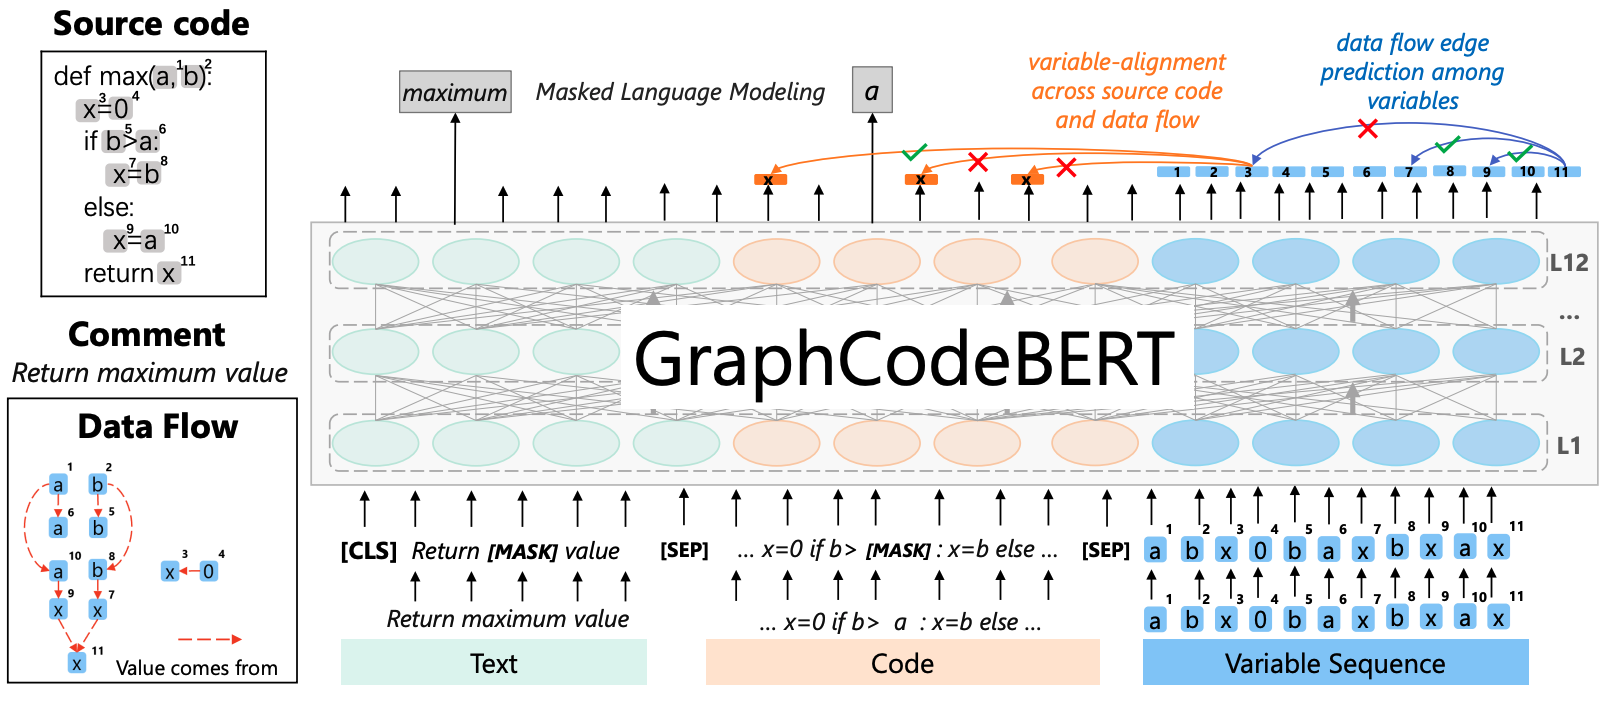 Source code
def max(a, b):
1 2
x=0
3 4
if b>a:
5 6
x=b
7 8
else:
x=a
9 10
return x
11
Comment
Return maximum value
Data Flow
1 2
a b
6 5
a b
10 8 3 4
a b x 0
9 7
x x
11
x
Value comes from
maximum
Masked Language Modeling
a
variable-alignment
across source code
and data flow
data flow edge
prediction among
variables
x x x
1 2 3 4 5 6 7 8 9 10 11
L12
...
GraphCodeBERT
L2
L1
[CLS] Return [MASK] value [SEP] ... x=0 if b> [MASK] : x=b else ... [SEP]
1 2 3 4 5 6 7 8 9 10 11
a b x 0 b a x b x a x
Return maximum value
... x=0 if b> a : x=b else ...
1 2 3 4 5 6 7 8 9 10 11
a b x 0 b a x b x a x
Text
Code
Variable Sequence